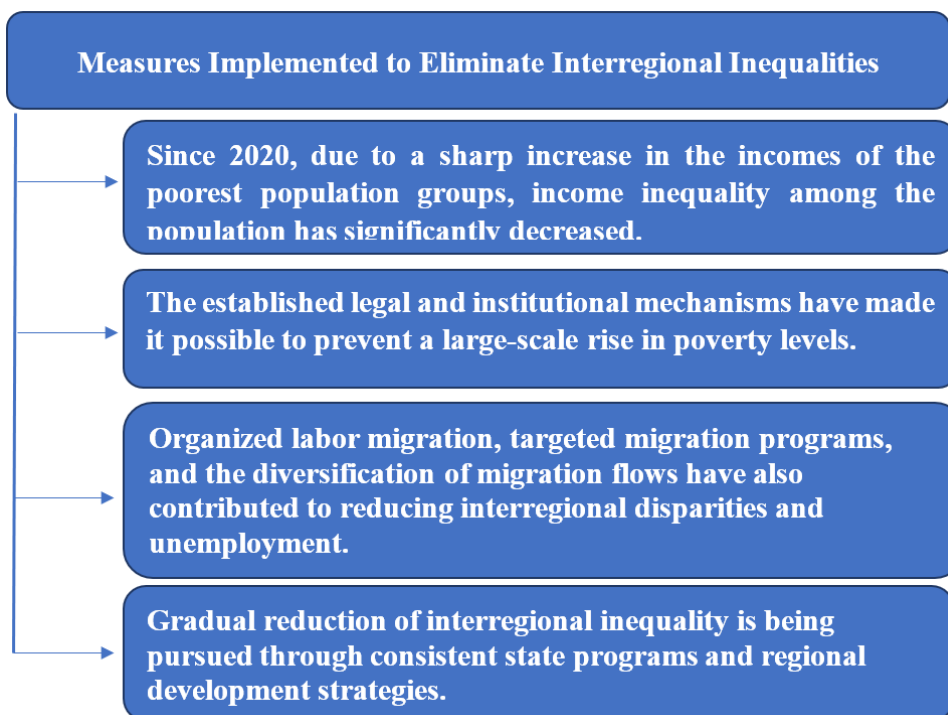 Measures Implemented to Eliminate Interregional Inequalities
Since 2020, due to a sharp increase in the incomes of the
poorest population groups, income inequality among the
population has significantly decreased.
The established legal and institutional mechanisms have made
it possible to prevent a large-scale rise in poverty levels.
Organized labor migration, targeted migration programs,
and the diversification of migration flows have also
contributed to reducing interregional disparities and
unemployment.
Gradual reduction of interregional inequality is being
pursued through consistent state programs and regional
development strategies.